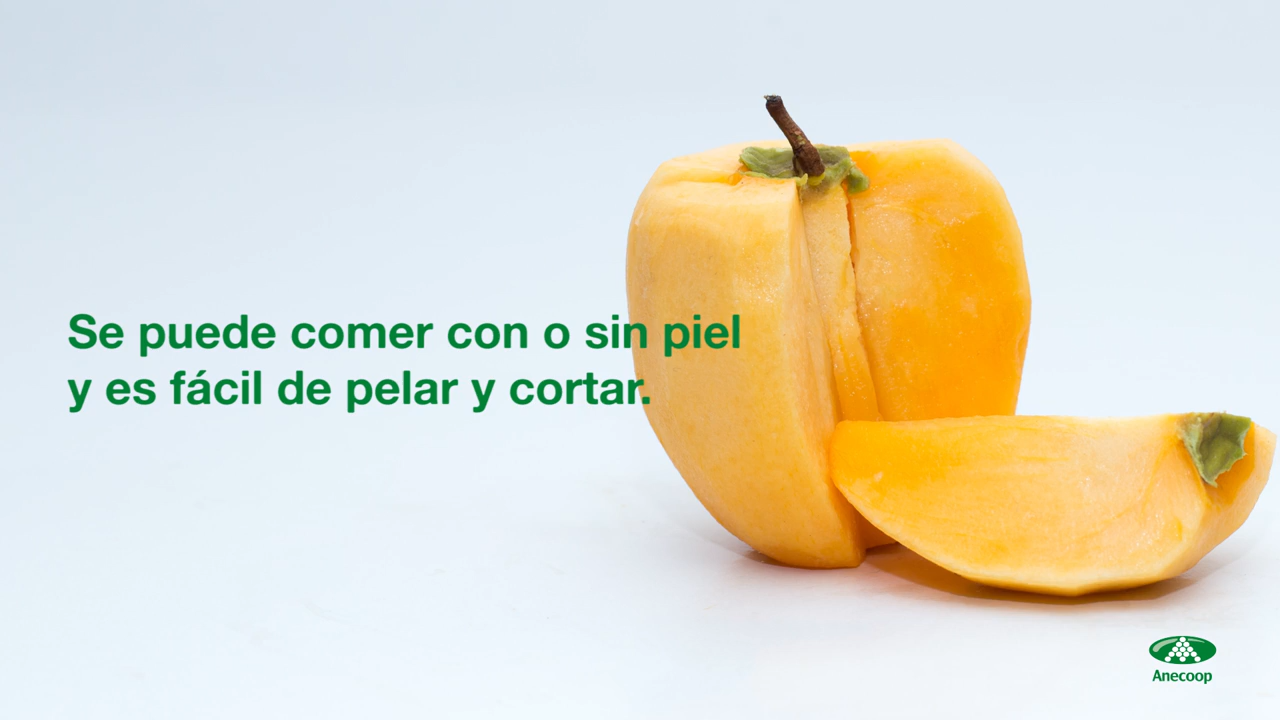 Se puede comer con o sin piel
y es fácil de pelar y cortar.
Anecoop